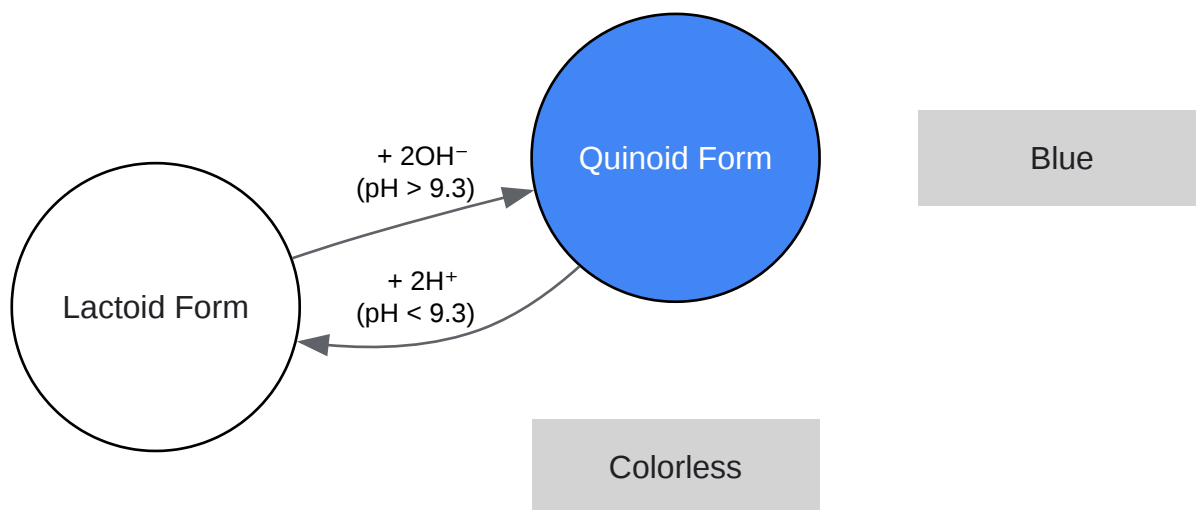 + 2OH⁻
(pH > 9.3)
Quinoid Form
Blue
Lactoid Form
+ 2H⁺
(pH < 9.3)
Colorless